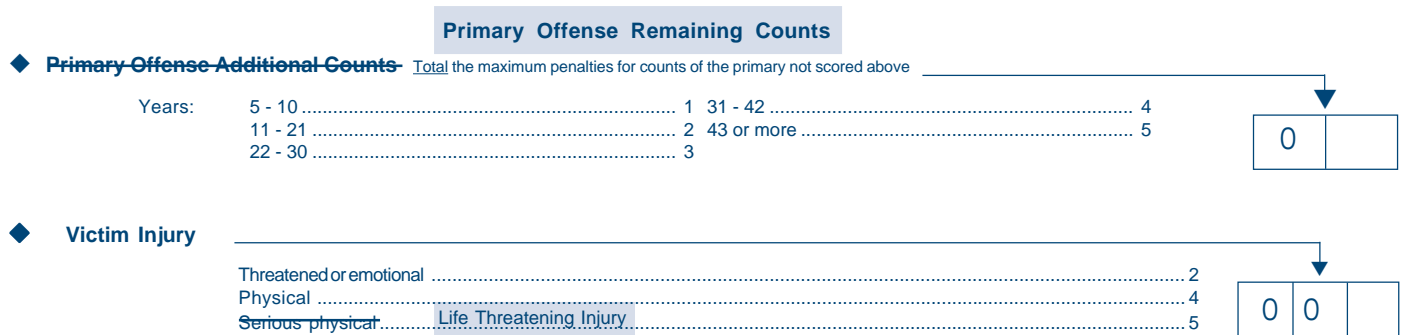 Primary Offense Remaining Counts
◆ Primary Offense Additional Counts Total the maximum penalties for counts of the primary not scored above
Years: 5 - 10 ........ 1 31 - 42 ........ 4
11 - 21 ........ 2 43 or more ........ 5
22 - 30 ........ 3
0
◆ Victim Injury
Threatened or emotional ........ 2
Physical ........ 4
Serious physical ........ Life Threatening Injury ........ 5
0 0